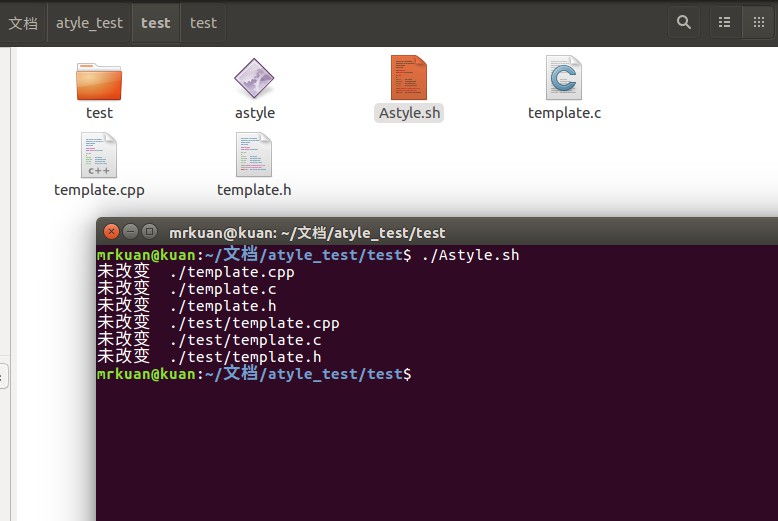 文档 atyle_test test test
test astyle Astyle.sh template.c
c++
template.cpp template.h
mrkuan@kuan: ~/文档/atyle_test/test
mrkuan@kuan:~/文档/atyle_test/test$ ./Astyle.sh
未改变 ./template.cpp
未改变 ./template.c
未改变 ./template.h
未改变 ./test/template.cpp
未改变 ./test/template.c
未改变 ./test/template.h
mrkuan@kuan:~/文档/atyle_test/test$